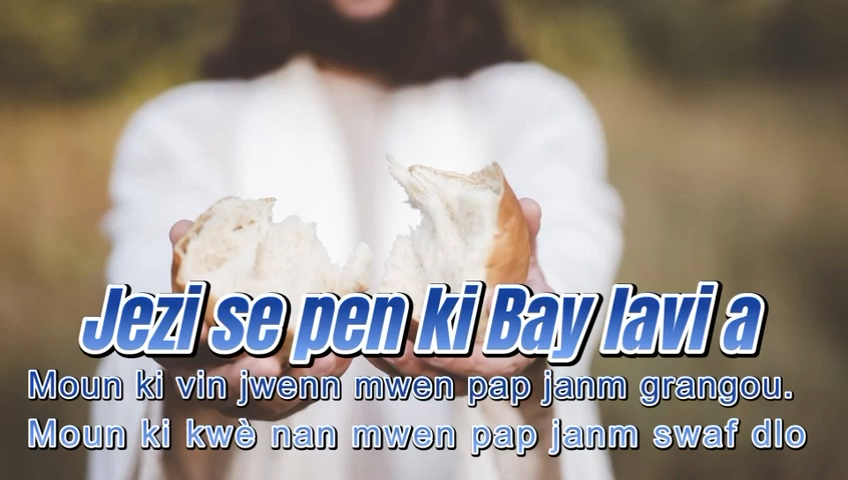 Jezi se pen ki Bay lavi a
Moun ki vin jwenn mwen pap janm grangou.
Moun ki kwè nan mwen pap janm swaf dlo